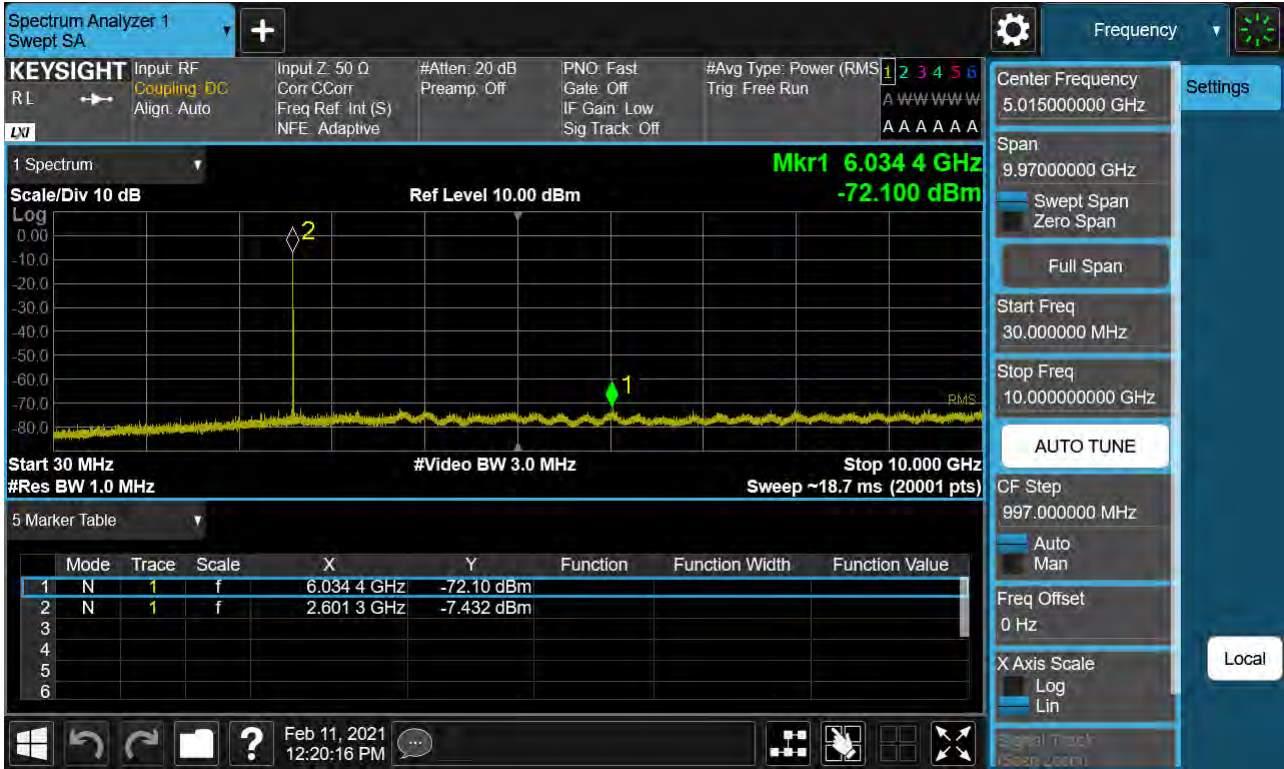 Spectrum Analyzer 1
Swept SA
+
Frequency
KEYSIGHT
RL
LXI
Input: RF
Coupling: DC
Align: Auto
Input Z: 50 Ω
Corr CCorr
Freq Ref: Int (S)
NFE: Adaptive
#Atten: 20 dB
Preamp: Off
PNO: Fast
Gate: Off
IF Gain: Low
Sig Track: Off
#Avg Type: Power (RMS
Trig: Free Run
1 2 3 4 5 6
A W W W W W
A A A A A A
1 Spectrum
Scale/Div 10 dB
Ref Level 10.00 dBm
Mkr1 6.034 4 GHz
-72.100 dBm
Log
0.00
-10.0
-20.0
-30.0
-40.0
-50.0
-60.0
-70.0
-80.0
2
1
RMS
Start 30 MHz
#Video BW 3.0 MHz
Stop 10.000 GHz
#Res BW 1.0 MHz
Sweep ~18.7 ms (20001 pts)
5 Marker Table
Mode Trace Scale X Y Function Function Width Function Value
1 N 1 f 6.034 4 GHz -72.10 dBm
2 N 1 f 2.601 3 GHz -7.432 dBm
3
4
5
6
Center Frequency
5.015000000 GHz
Span
9.97000000 GHz
Swept Span
Zero Span
Full Span
Start Freq
30.000000 MHz
Stop Freq
10.000000000 GHz
AUTO TUNE
CF Step
997.000000 MHz
Auto
Man
Freq Offset
0 Hz
X Axis Scale
Log
Lin
Signal Track
(Span Zoom)
Settings
Local
?
Feb 11, 2021
12:20:16 PM